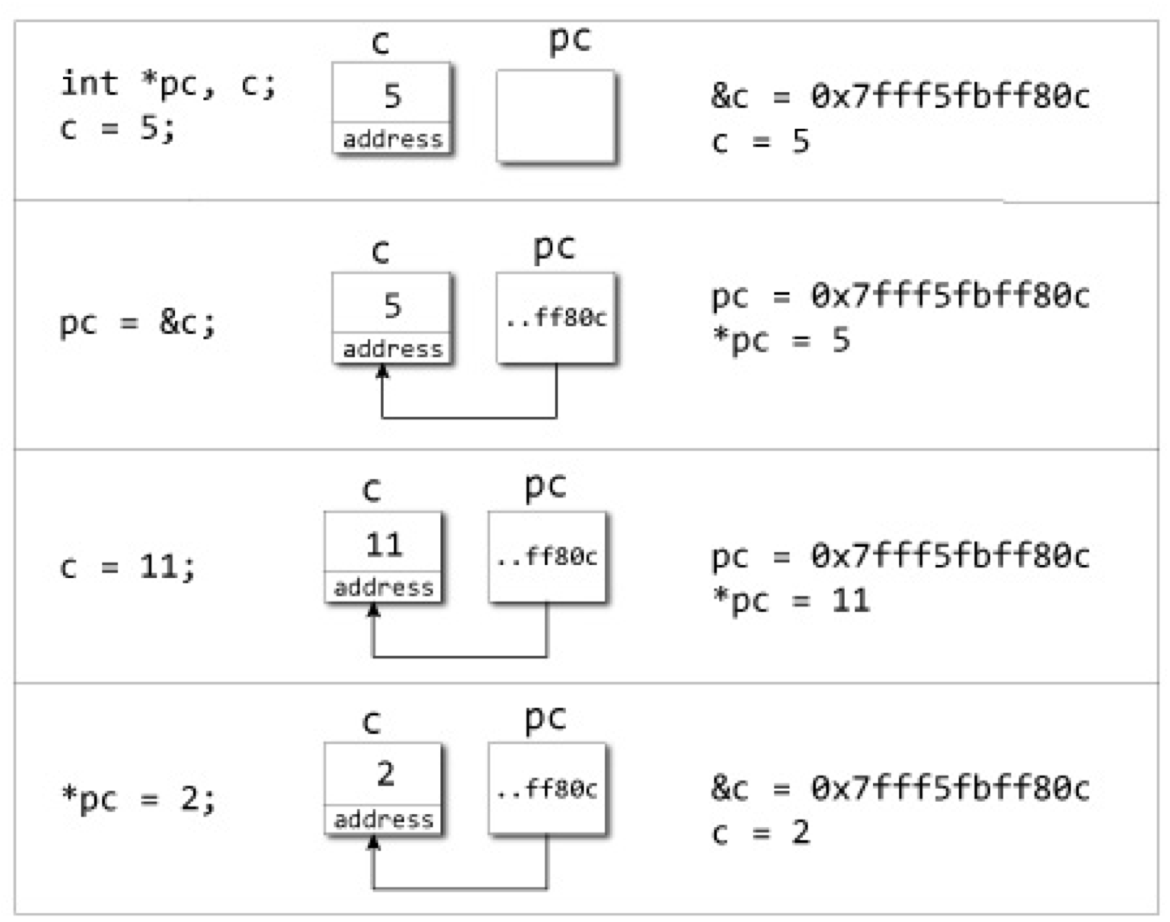 c pc
int *pc, c;
c = 5;
5
address
&c = 0x7fff5fbff80c
c = 5
c pc
pc = &c;
5
address
..ff80c
pc = 0x7fff5fbff80c
*pc = 5
c pc
c = 11;
11
address
..ff80c
pc = 0x7fff5fbff80c
*pc = 11
c pc
*pc = 2;
2
address
..ff80c
&c = 0x7fff5fbff80c
c = 2